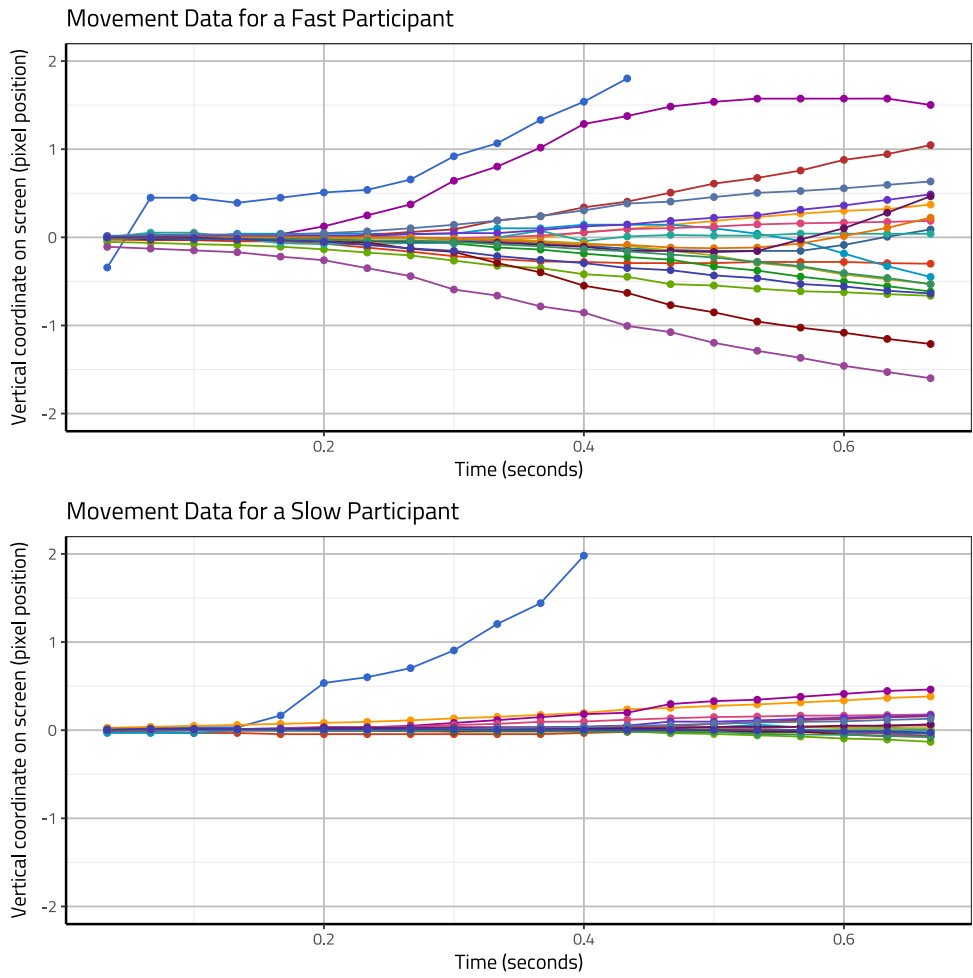 Movement Data for a Fast Participant
Vertical coordinate on screen (pixel position)
2
1
0
-1
-2
0.2
0.4
0.6
Time (seconds)
Movement Data for a Slow Participant
Vertical coordinate on screen (pixel position)
2
1
0
-1
-2
0.2
0.4
0.6
Time (seconds)